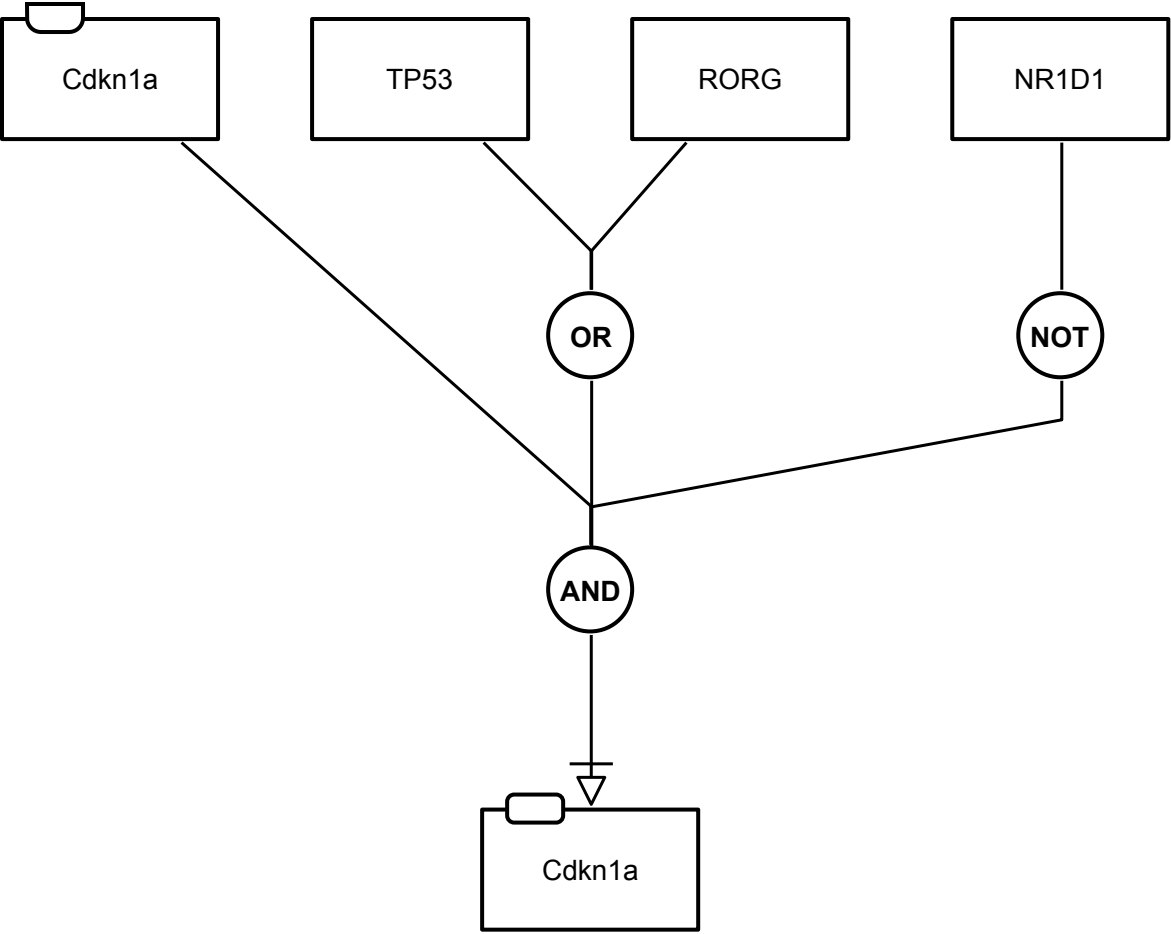 Cdkn1a
TP53
RORG
NR1D1
OR
NOT
AND
Cdkn1a